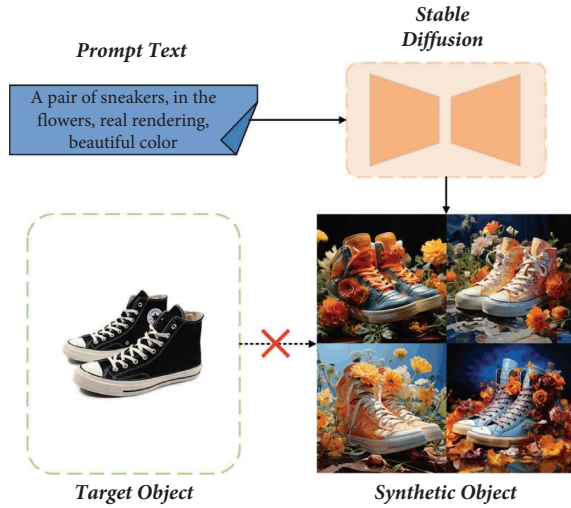 Prompt Text
Stable
Diffusion
A pair of sneakers, in the
flowers, real rendering,
beautiful color
Target Object
Synthetic Object